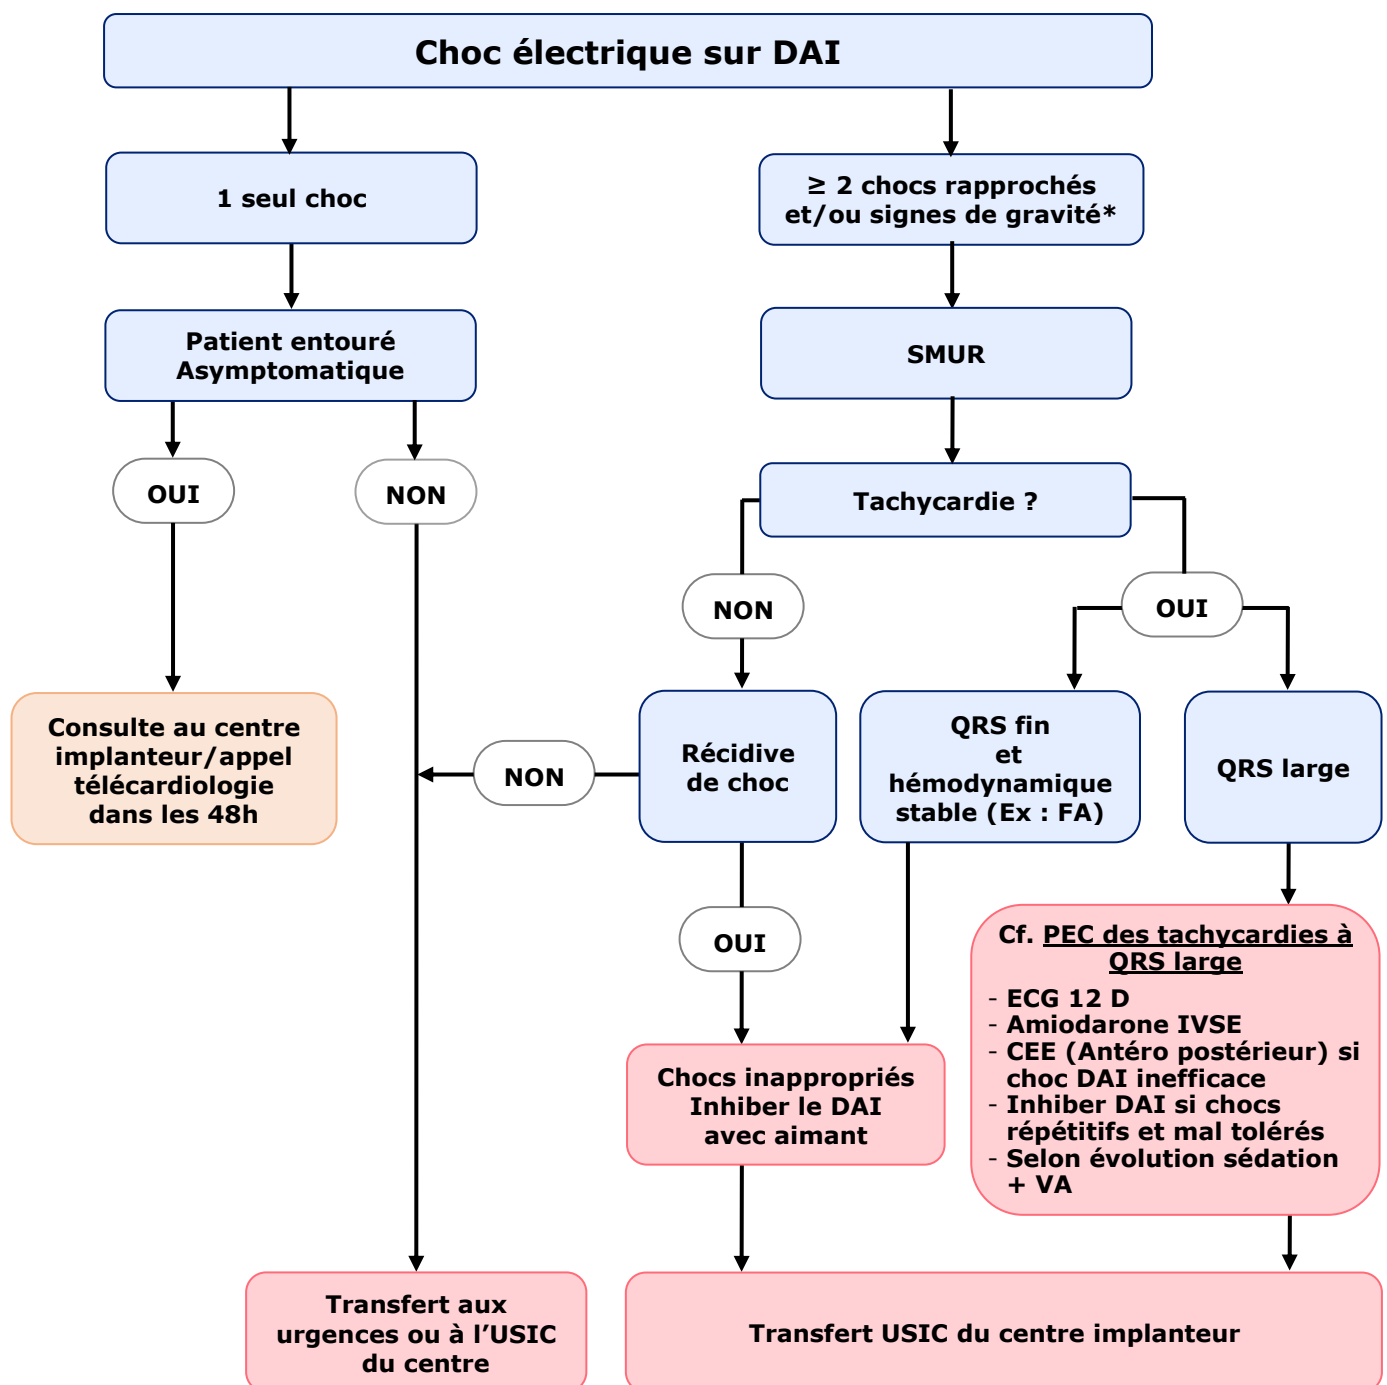 Choc électrique sur DAI
1 seul choc
≥ 2 chocs rapprochés
et/ou signes de gravité*
Patient entouré
Asymptomatique
SMUR
OUI
NON
Tachycardie ?
NON
OUI
Consulte au centre
implanteur/appel
télécardiologie
dans les 48h
NON
Récidive
de choc
QRS fin
et
hémodynamique
stable (Ex : FA)
QRS large
OUI
Cf. PEC des tachycardies à
QRS large
- ECG 12 D
- Amiodarone IVSE
- CEE (Antéro postérieur) si
choc DAI inefficace
- Inhiber DAI si chocs
répétitifs et mal tolérés
- Selon évolution sédation
+ VA
Chocs inappropriés
Inhiber le DAI
avec aimant
Transfert aux
urgences ou à l’USIC
du centre
Transfert USIC du centre implanteur